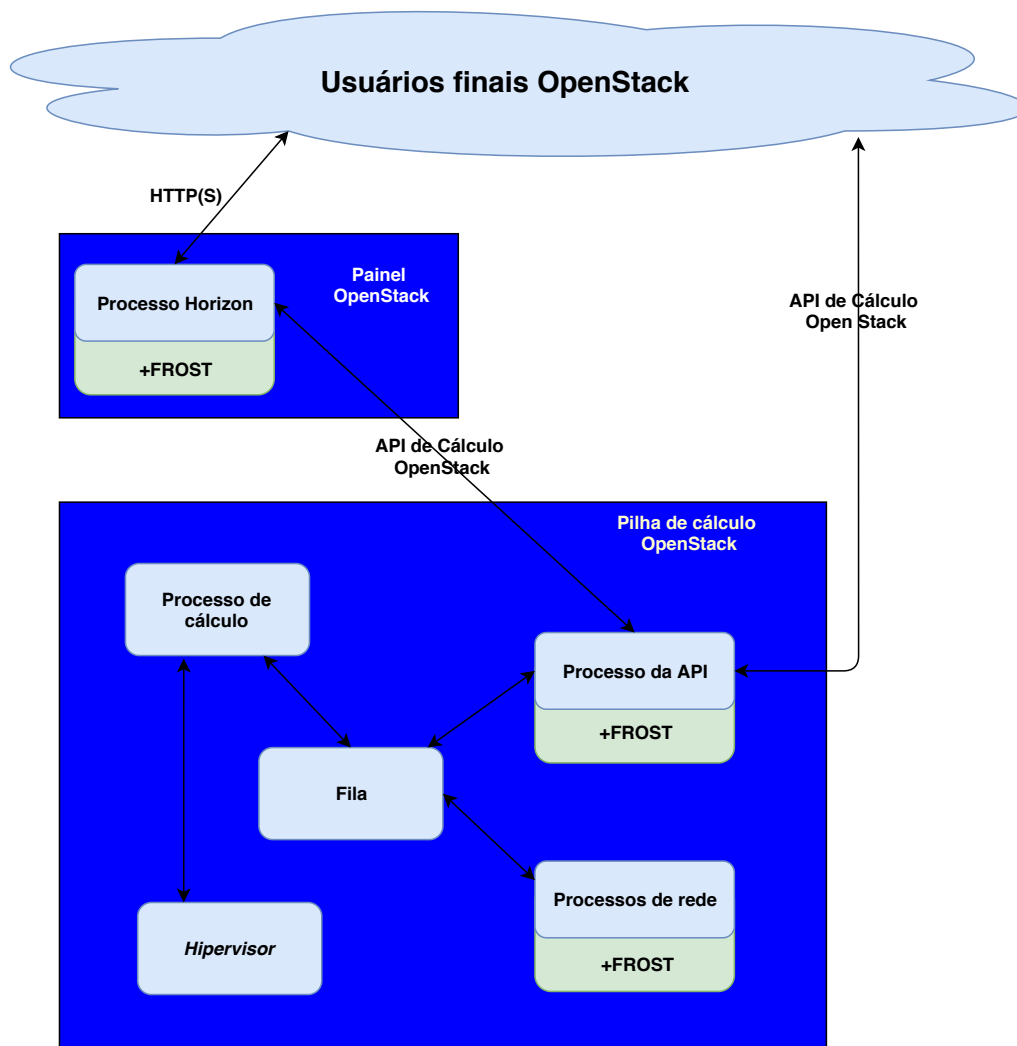 Usuários finais OpenStack
HTTP(S)
Painel
OpenStack
Processo Horizon
+FROST
API de Cálculo
Open Stack
API de Cálculo
OpenStack
Pilha de cálculo
OpenStack
Processo de
cálculo
Processo da API
+FROST
Fila
Processos de rede
+FROST
Hipervisor